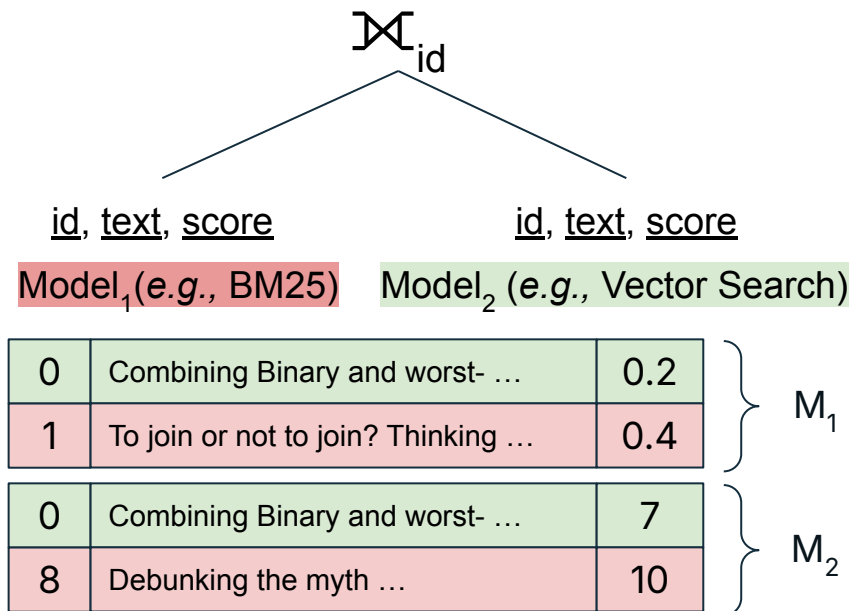 ⟗id
id, text, score id, text, score
Model₁(e.g., BM25) Model₂ (e.g., Vector Search)
0 Combining Binary and worst- … 0.2
1 To join or not to join? Thinking … 0.4
M₁
0 Combining Binary and worst- … 7
8 Debunking the myth … 10
M₂